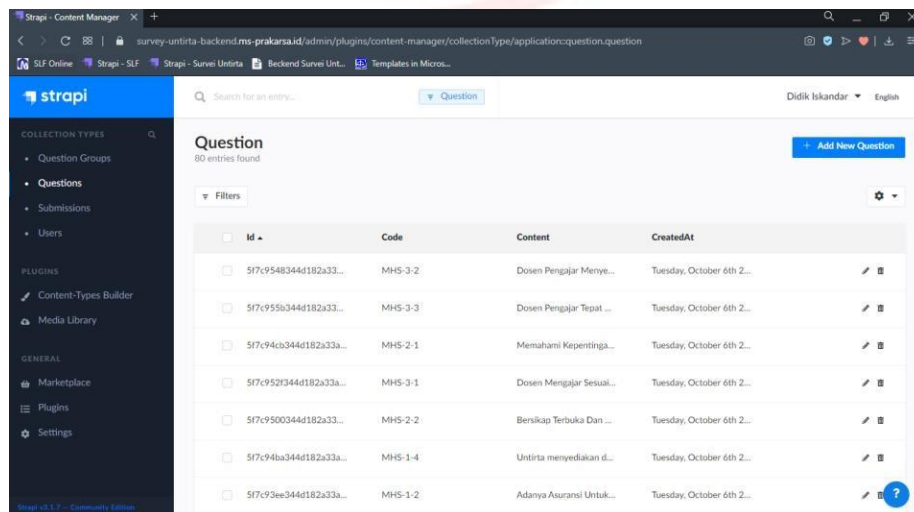 Strapi - Content Manager
survey-untirta-backend.ms-prakarsa.id/admin/plugins/content-manager/collectionType/application::question.question
SLF Online Strapi - SLF Strapi - Survei Untirta Beckend Survei Unt... Templates in Micros...
strapi
Search for an entry...
Question
Didik Iskandar
English
COLLECTION TYPES
Question Groups
Questions
Submissions
Users
PLUGINS
Content-Types Builder
Media Library
GENERAL
Marketplace
Plugins
Settings
Strapi v3.1.7 — Community Edition
Question
80 entries found
+ Add New Question
Filters
Id Code Content CreatedAt
5f7c9548344d182a33... MHS-3-2 Dosen Pengajar Menye... Tuesday, October 6th 2...
5f7c955b344d182a33... MHS-3-3 Dosen Pengajar Tepat ... Tuesday, October 6th 2...
5f7c94cb344d182a33a... MHS-2-1 Memahami Kepentinga... Tuesday, October 6th 2...
5f7c952f344d182a33a... MHS-3-1 Dosen Mengajar Sesuai... Tuesday, October 6th 2...
5f7c9500344d182a33... MHS-2-2 Bersikap Terbuka Dan ... Tuesday, October 6th 2...
5f7c94ba344d182a33a... MHS-1-4 Untirta menyediakan d... Tuesday, October 6th 2...
5f7c93ee344d182a33a... MHS-1-2 Adanya Asuransi Untuk... Tuesday, October 6th 2...
?